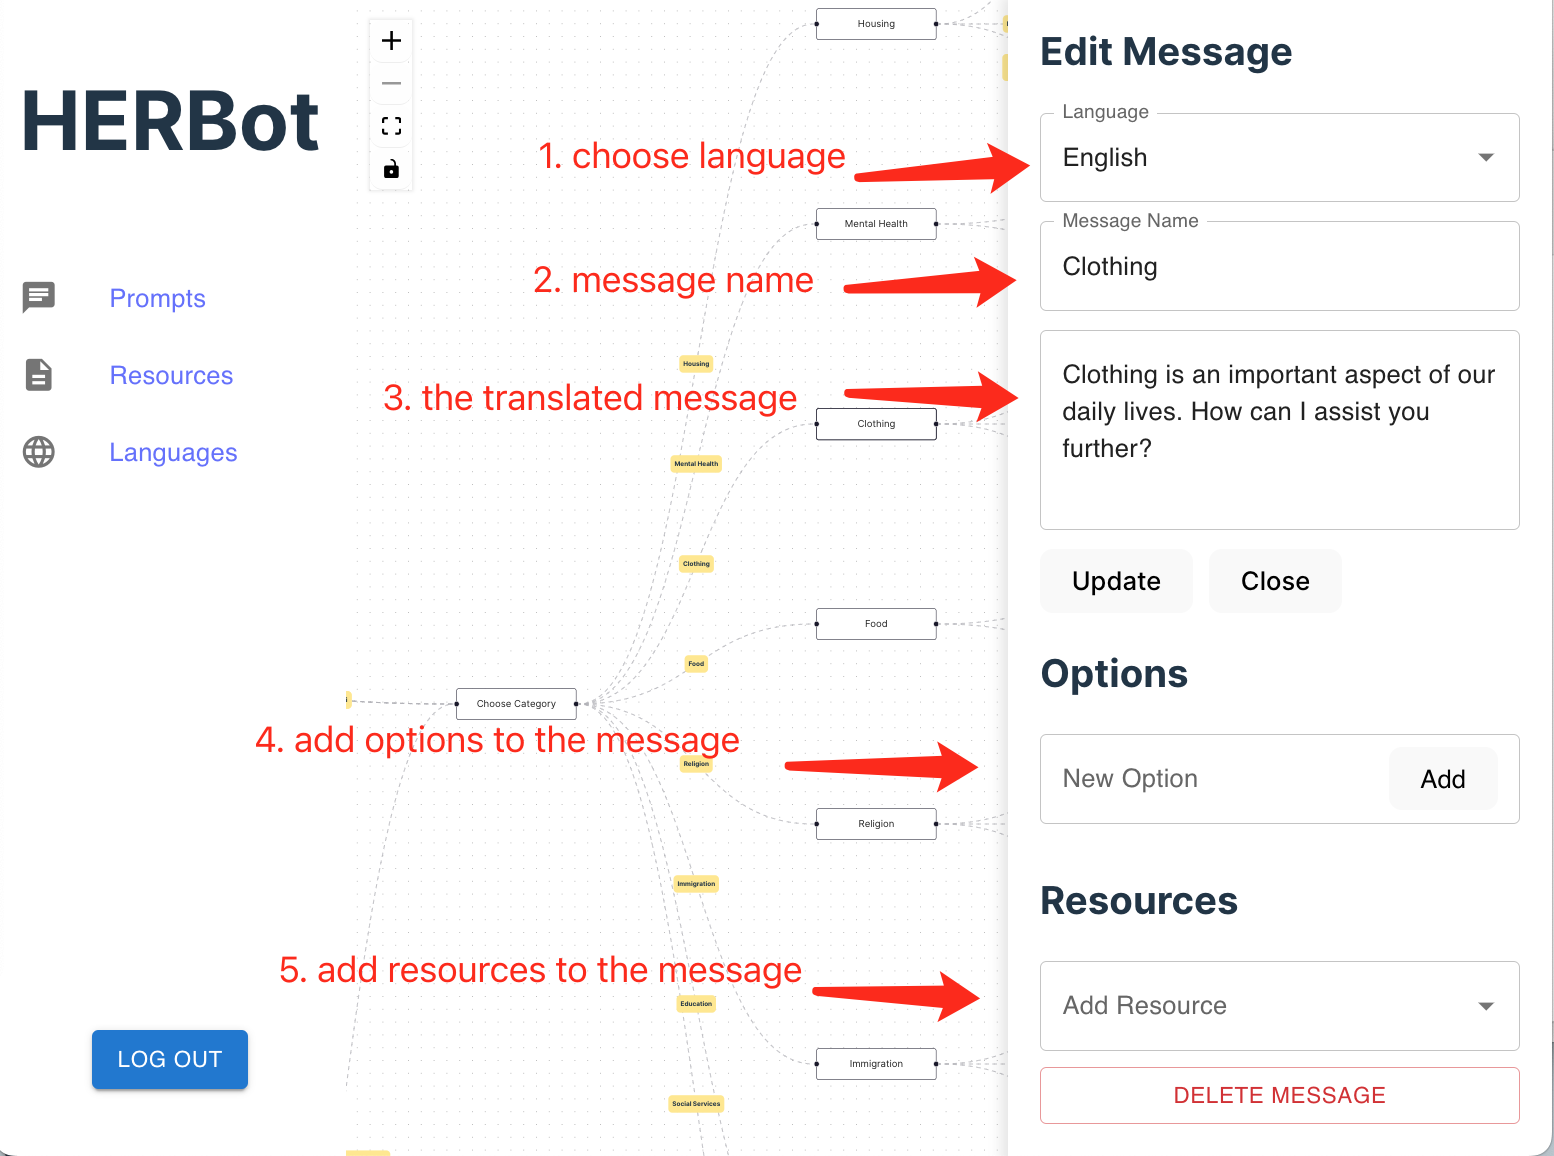 HERBot
Prompts
Resources
Languages
LOG OUT
Housing
Mental Health
Clothing
Food
Religion
Immigration
Choose Category
Housing
Mental Health
Clothing
Food
Religion
Immigration
Education
Social Services
1. choose language
2. message name
3. the translated message
4. add options to the message
5. add resources to the message
Edit Message
Language
English
Message Name
Clothing
Clothing is an important aspect of our
daily lives. How can I assist you
further?
Update
Close
Options
New Option
Add
Resources
Add Resource
DELETE MESSAGE